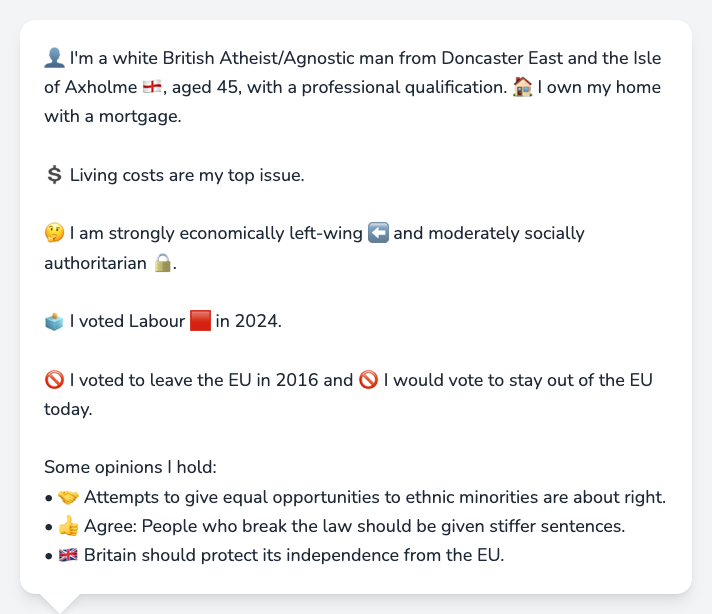 👤 I'm a white British Atheist/Agnostic man from Doncaster East and the Isle
of Axholme 🏴󠁧󠁢󠁥󠁮󠁧󠁿, aged 45, with a professional qualification. 🏠 I own my home
with a mortgage.
💲 Living costs are my top issue.
🤔 I am strongly economically left-wing ⬅️ and moderately socially
authoritarian 🔒.
🗳️ I voted Labour 🟥 in 2024.
🚫 I voted to leave the EU in 2016 and 🚫 I would vote to stay out of the EU
today.
Some opinions I hold:
• 🤝 Attempts to give equal opportunities to ethnic minorities are about right.
• 👍 Agree: People who break the law should be given stiffer sentences.
• 🇬🇧 Britain should protect its independence from the EU.